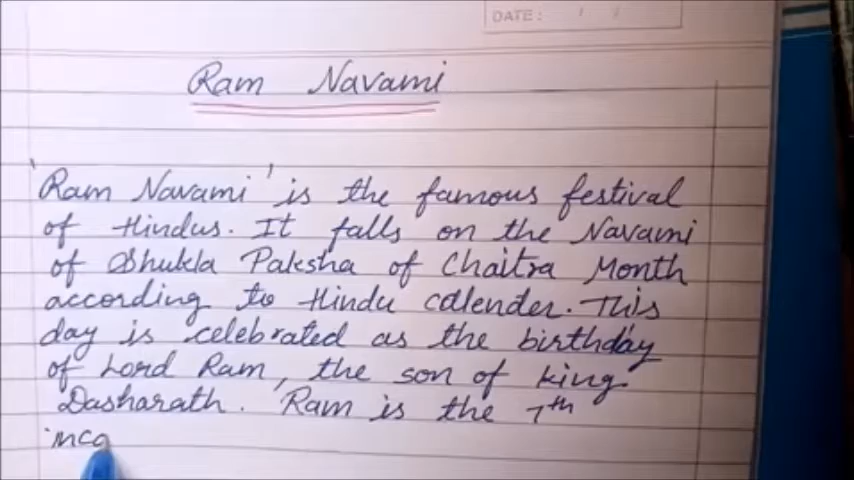 DATE: / /
Ram Navami
'Ram Navami' is the famous festival
of Hindus. It falls on the Navami
of Shukla Paksha of Chaitra Month
according to Hindu callender. This
day is celebrated as the birthday
of Lord Ram, the son of king
Dasharath. Ram is the 7th
inca